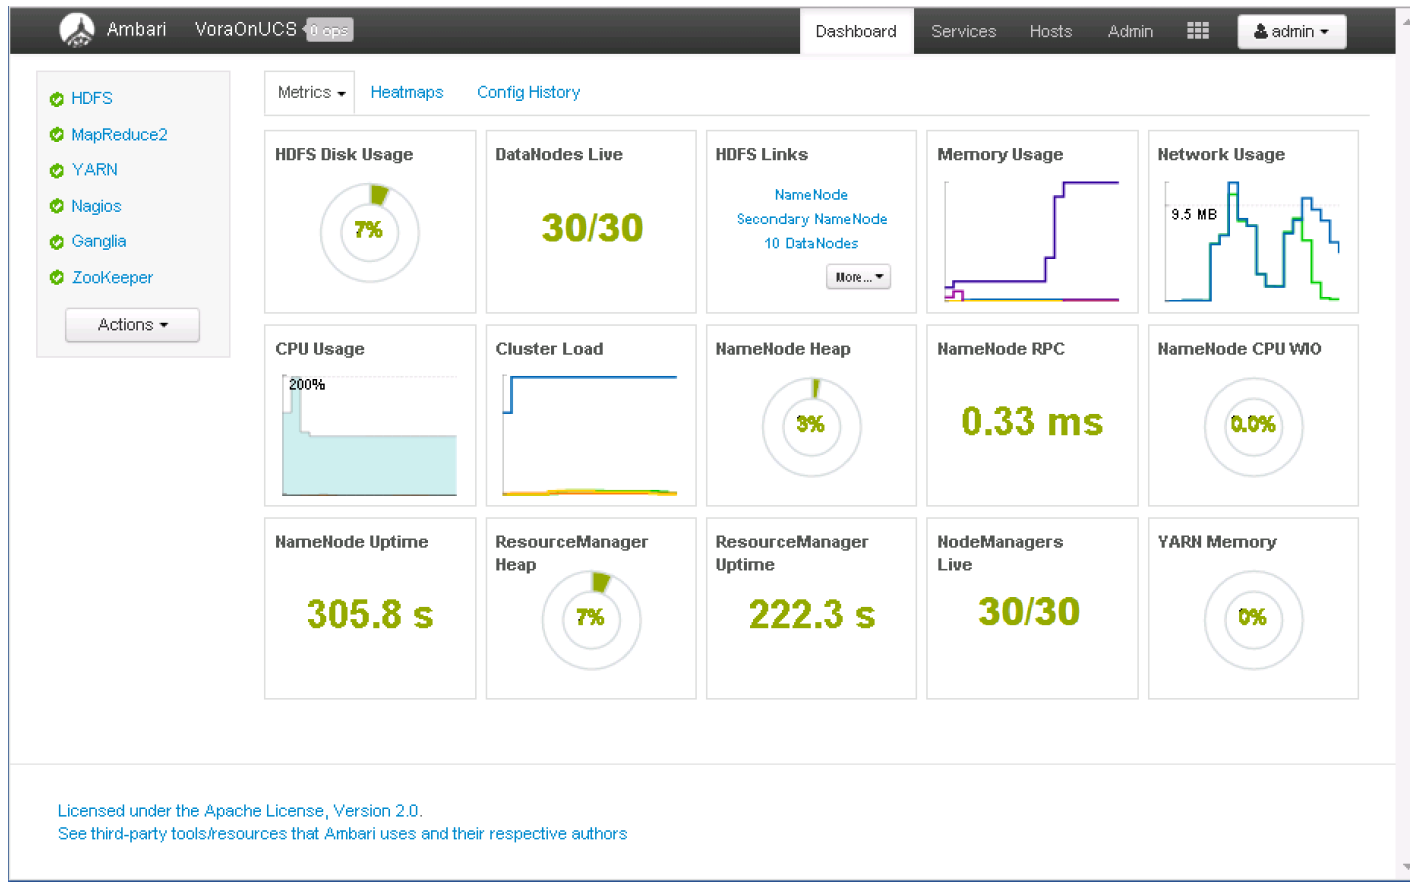 Ambari VoraOnUCS 0 ops Dashboard Services Hosts Admin admin
HDFS
MapReduce2
YARN
Nagios
Ganglia
ZooKeeper
Actions
Metrics Heatmaps Config History
HDFS Disk Usage
7%
DataNodes Live
30/30
HDFS Links
NameNode
Secondary NameNode
10 DataNodes
More...
Memory Usage
Network Usage
9.5 MB
CPU Usage
200%
Cluster Load
NameNode Heap
3%
NameNode RPC
0.33 ms
NameNode CPU WIO
0.0%
NameNode Uptime
305.8 s
ResourceManager
Heap
7%
ResourceManager
Uptime
222.3 s
NodeManagers
Live
30/30
YARN Memory
0%
Licensed under the Apache License, Version 2.0.
See third-party tools/resources that Ambari uses and their respective authors